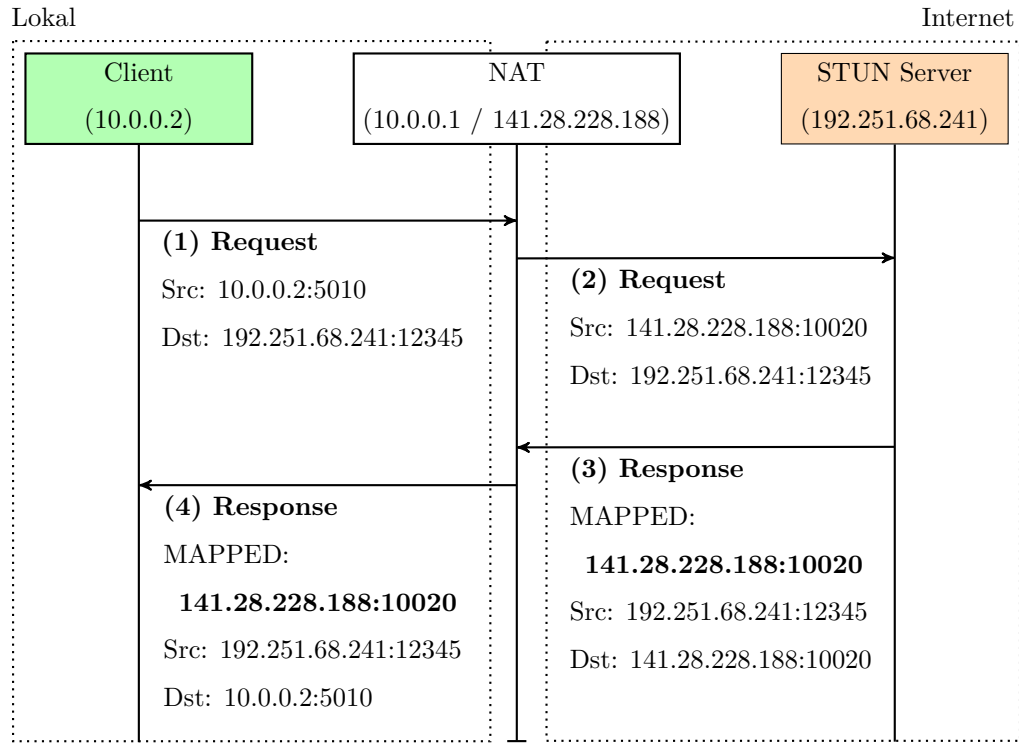 Lokal
Internet
Client
(10.0.0.2)
NAT
(10.0.0.1 / 141.28.228.188)
STUN Server
(192.251.68.241)
(1) Request
Src: 10.0.0.2:5010
Dst: 192.251.68.241:12345
(2) Request
Src: 141.28.228.188:10020
Dst: 192.251.68.241:12345
(3) Response
MAPPED:
141.28.228.188:10020
Src: 192.251.68.241:12345
Dst: 141.28.228.188:10020
(4) Response
MAPPED:
141.28.228.188:10020
Src: 192.251.68.241:12345
Dst: 10.0.0.2:5010